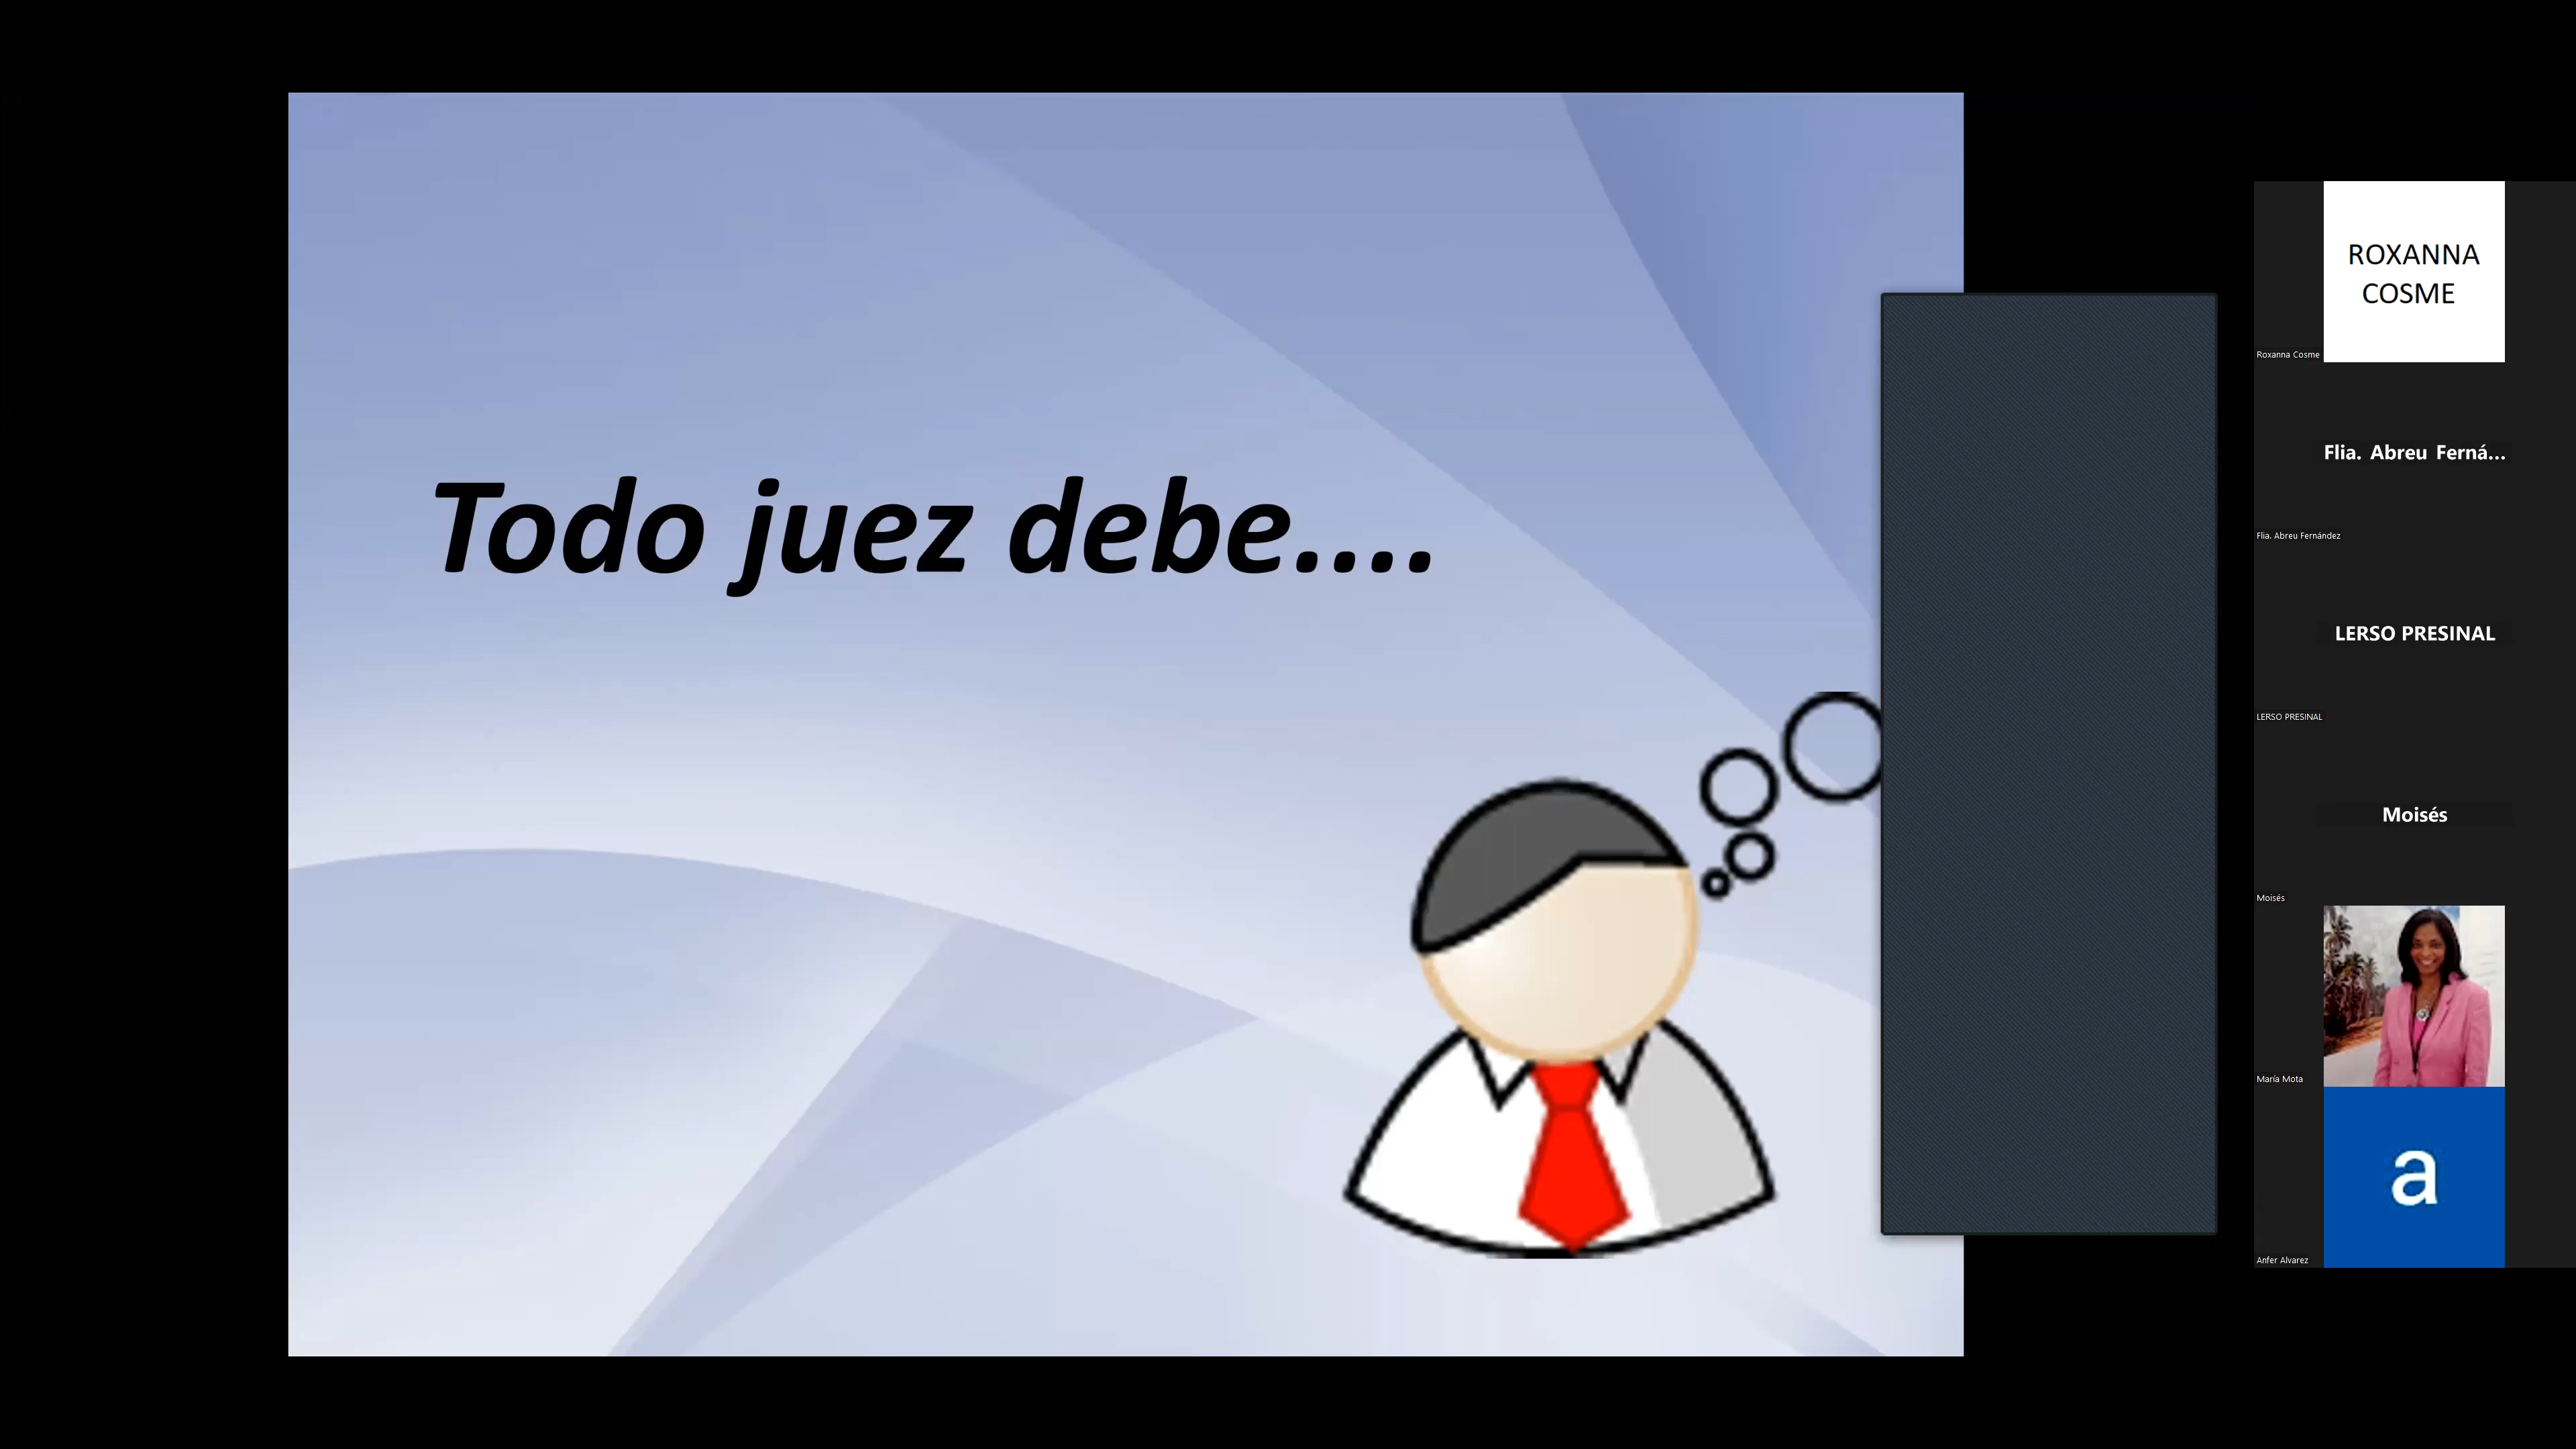 Todo juez debe....
ROXANNA
COSME
Roxanna Cosme
Flia. Abreu Ferná...
Flia. Abreu Fernández
LERSO PRESINAL
LERSO PRESINAL
Moisés
Moisés
María Mota
a
Anfer Alvarez